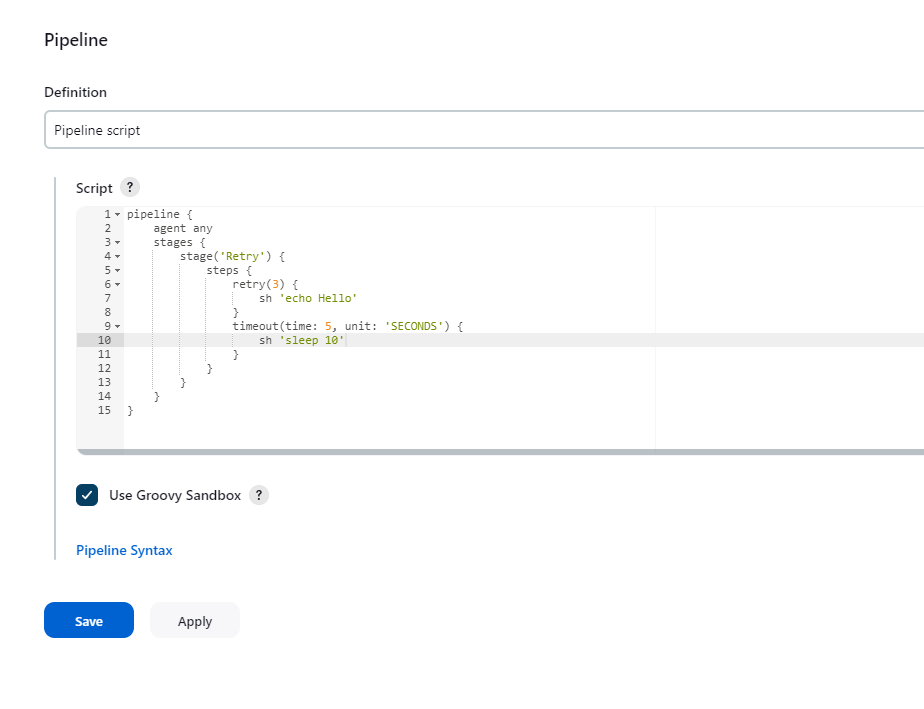 Pipeline
Definition
Pipeline script
Script ?
1 pipeline {
2     agent any
3     stages {
4         stage('Retry') {
5             steps {
6                 retry(3) {
7                     sh 'echo Hello'
8                 }
9                 timeout(time: 5, unit: 'SECONDS') {
10                     sh 'sleep 10'
11                 }
12             }
13         }
14     }
15 }
Use Groovy Sandbox ?
Pipeline Syntax
Save Apply